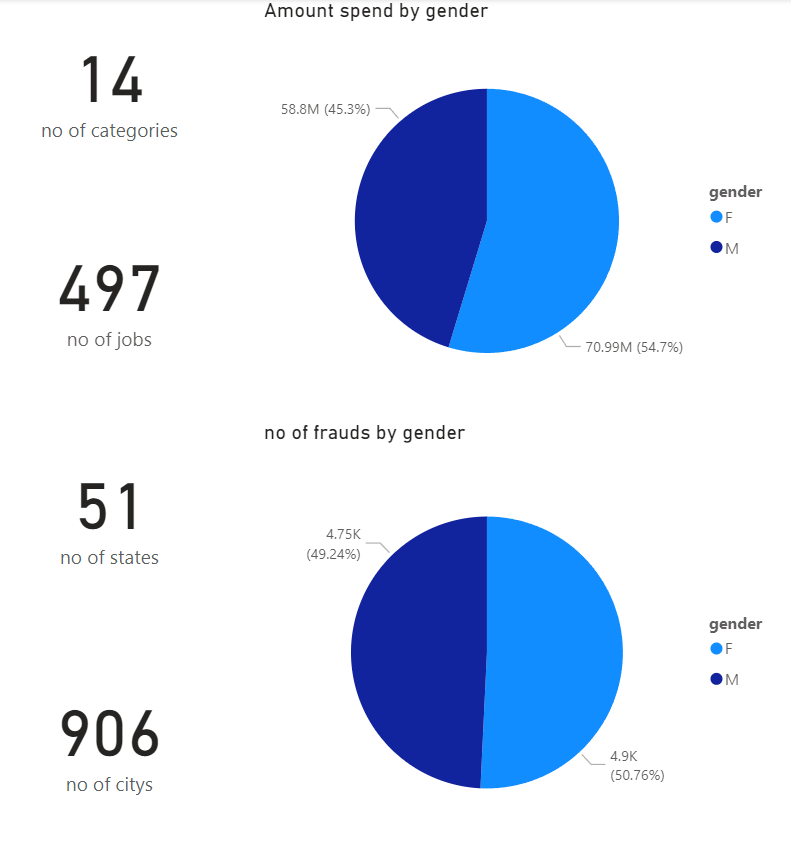 Amount spend by gender
14
no of categories
58.8M (45.3%)
gender
F
M
497
no of jobs
70.99M (54.7%)
no of frauds by gender
51
no of states
4.75K
(49.24%)
gender
F
M
906
no of citys
4.9K
(50.76%)